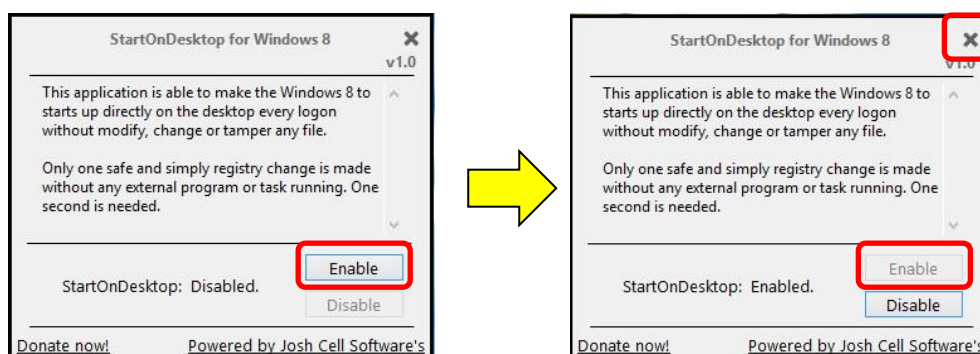 StartOnDesktop for Windows 8
v1.0
This application is able to make the Windows 8 to
starts up directly on the desktop every logon
without modify, change or tamper any file.
Only one safe and simply registry change is made
without any external program or task running. One
second is needed.
Enable
StartOnDesktop: Disabled.
Disable
Donate now! Powered by Josh Cell Software's
StartOnDesktop for Windows 8
v1.0
This application is able to make the Windows 8 to
starts up directly on the desktop every logon
without modify, change or tamper any file.
Only one safe and simply registry change is made
without any external program or task running. One
second is needed.
Enable
StartOnDesktop: Enabled.
Disable
Donate now! Powered by Josh Cell Software's